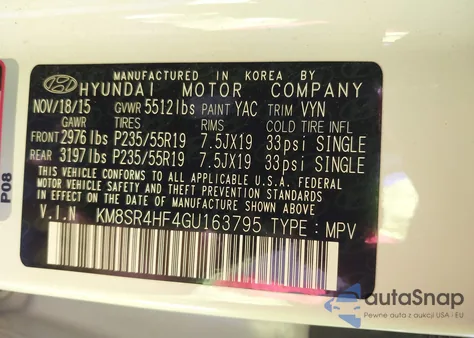 MANUFACTURED IN KOREA BY
HYUNDAI MOTOR COMPANY
NOV/18/15 GVWR 5512lbs PAINT YAC TRIM VYN
GAWR TIRES RIMS COLD TIRE INFL
FRONT 2976lbs P235/55R19 7.5JX19 33psi SINGLE
REAR 3197lbs P235/55R19 7.5JX19 33psi SINGLE
THIS VEHICLE CONFORMS TO ALL APPLICABLE U.S.A. FEDERAL
MOTOR VEHICLE SAFETY AND THEFT PREVENTION STANDARDS
IN EFFECT ON THE DATE OF MANUFACTURE SHOWN ABOVE.
V.I.N KM8SR4HF4GU163795 TYPE : MPV
P08
autoSnap
Pewne auta z aukcji USA i EU